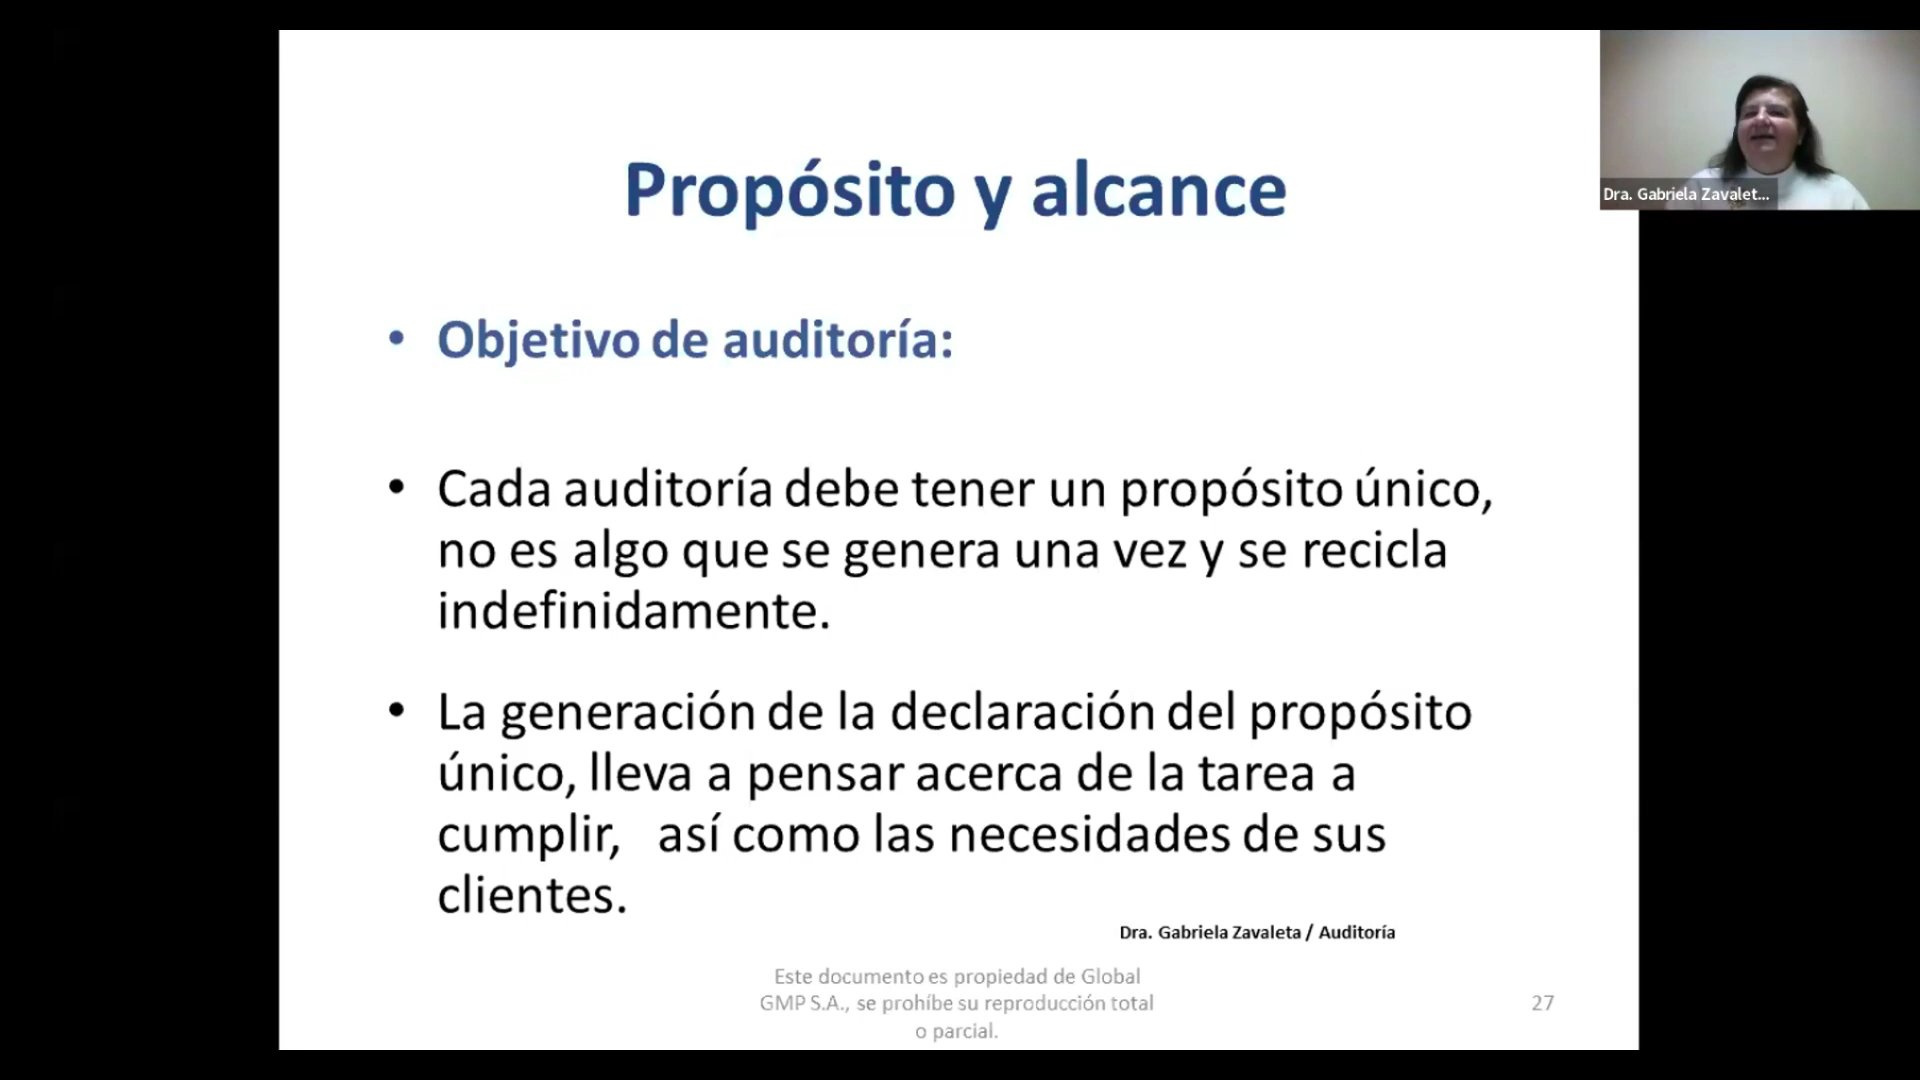 Propósito y alcance
Dra. Gabriela Zavalet...
• Objetivo de auditoría:
• Cada auditoría debe tener un propósito único,
no es algo que se genera una vez y se recicla
indefinidamente.
• La generación de la declaración del propósito
único, lleva a pensar acerca de la tarea a
cumplir,   así como las necesidades de sus
clientes.
Dra. Gabriela Zavaleta / Auditoría
Este documento es propiedad de Global
GMP S.A., se prohíbe su reproducción total
o parcial.
27